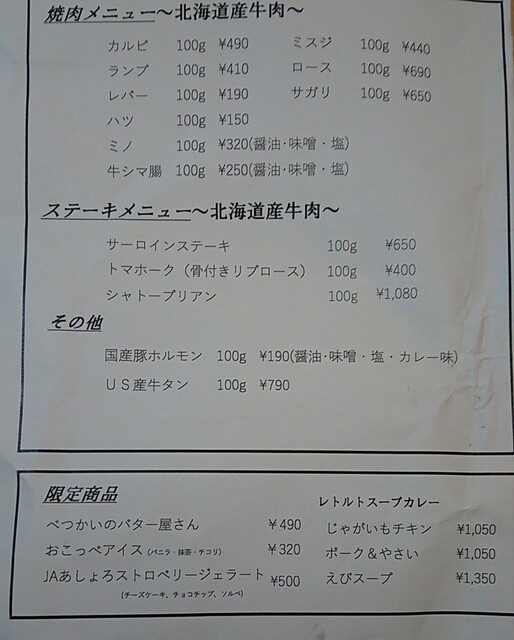 焼肉メニュー～北海道産牛肉～
カルビ 100g ¥490 ミスジ 100g ¥440
ランプ 100g ¥410 ロース 100g ¥690
レバー 100g ¥190 サガリ 100g ¥650
ハツ 100g ¥150
ミノ 100g ¥320(醤油･味噌・塩)
牛シマ腸 100g ¥250(醤油･味噌・塩)
ステーキメニュー～北海道産牛肉～
サーロインステーキ 100g ¥650
トマホーク（骨付きリブロース） 100g ¥400
シャトーブリアン 100g ¥1,080
その他
国産豚ホルモン 100g ¥190(醤油･味噌・塩・カレー味)
ＵＳ産牛タン 100g ¥790
限定商品 レトルトスープカレー
べつかいのバター屋さん ¥490 じゃがいもチキン ¥1,050
おこっぺアイス（バニラ・抹茶・チコリ） ¥320 ポーク＆やさい ¥1,050
JAあしょろストロベリージェラート ¥500 えびスープ ¥1,350
(チーズケーキ、チョコチップ、ソルベ)